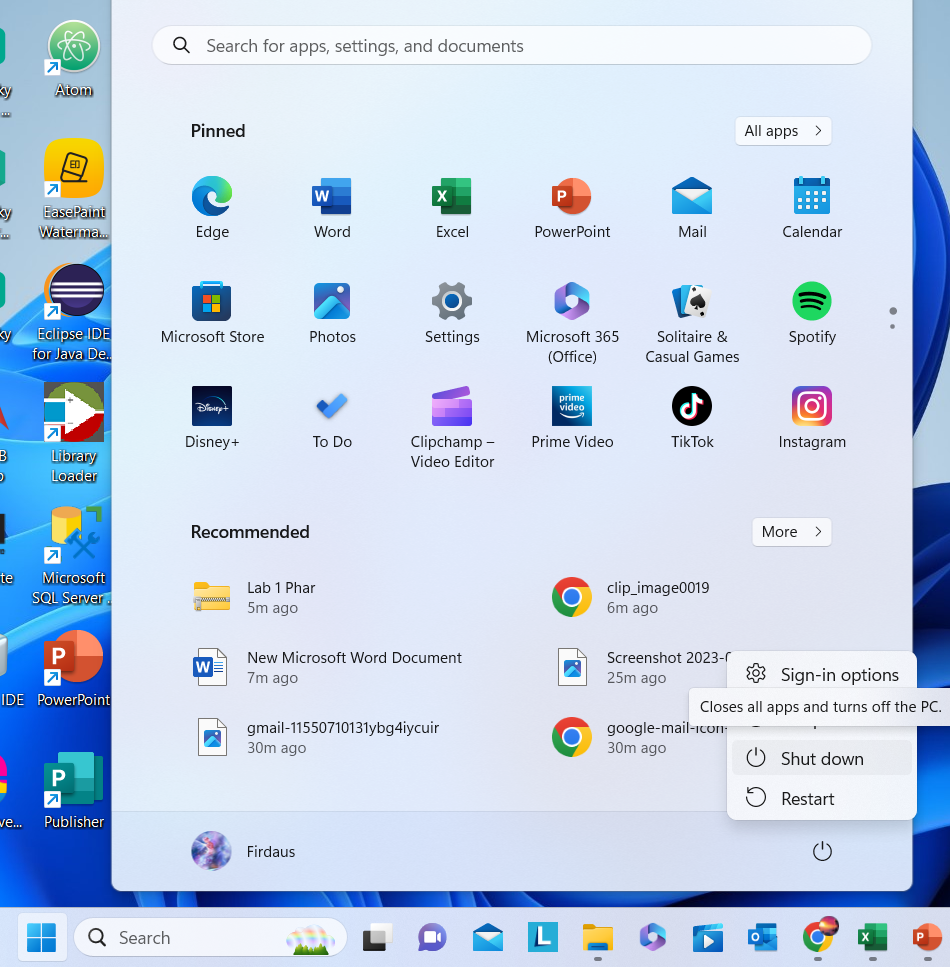 Search for apps, settings, and documents
Atom
Pinned
All apps
EasePaint
Waterma...
Edge
Word
Excel
PowerPoint
Mail
Calendar
Eclipse IDE
for Java De...
Microsoft Store
Photos
Settings
Microsoft 365
(Office)
Solitaire &
Casual Games
Spotify
Library
Loader
Disney+
prime
video
Disney+
To Do
Clipchamp –
Video Editor
Prime Video
TikTok
Instagram
Recommended
More
Microsoft
SQL Server ...
Lab 1 Phar
5m ago
clip_image0019
6m ago
New Microsoft Word Document
7m ago
Screenshot 2023-
25m ago
IDE
PowerPoint
gmail-11550710131ybg4iycuir
30m ago
google-mail-icon-
30m ago
Sign-in options
Closes all apps and turns off the PC.
Shut down
Restart
Publisher
Firdaus
Search